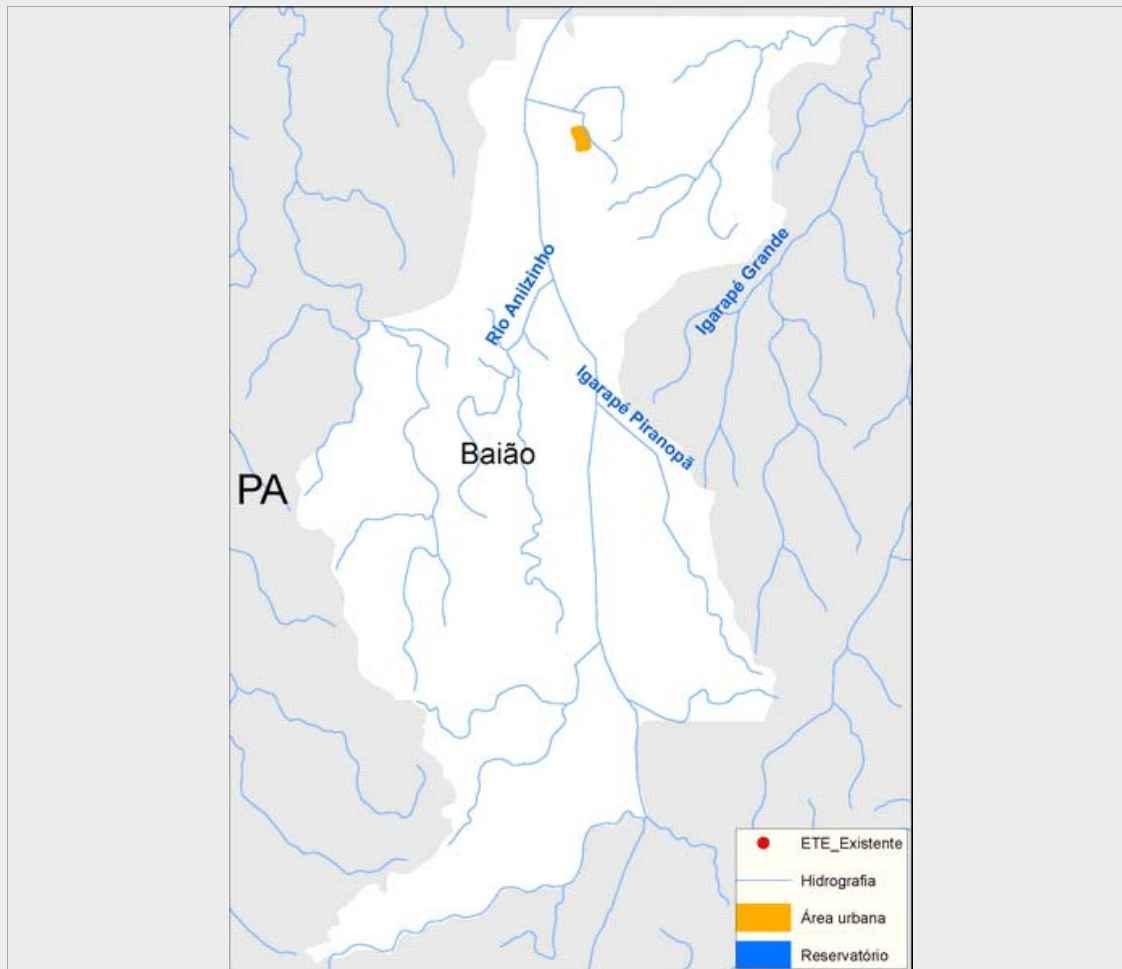 Igarapé Grande
Rio Anilzinho
Igarapé Piranopã
Baião
PA
ETE_Existente
Hidrografia
Área urbana
Reservatório